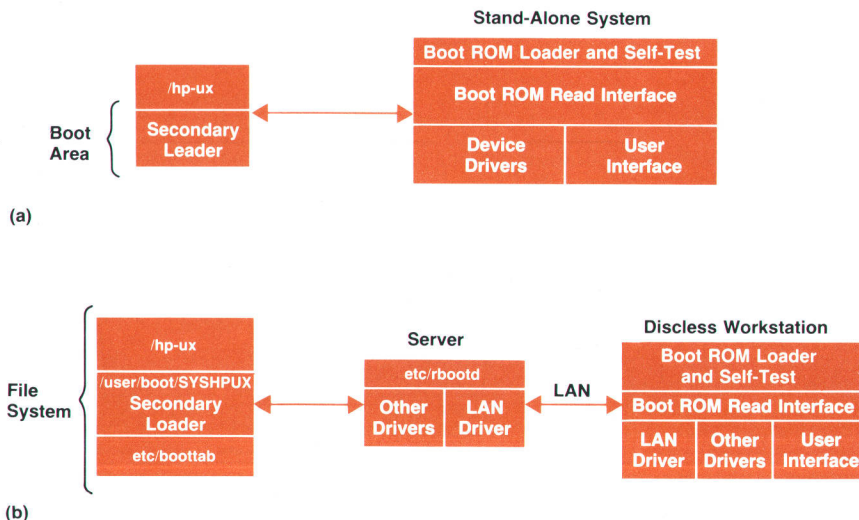 Stand-Alone System
Boot ROM Loader and Self-Test
/hp-ux
Boot ROM Read Interface
Boot
Area
Secondary
Leader
Device
Drivers
User
Interface
(a)
Discless Workstation
Server
/hp-ux
Boot ROM Loader
and Self-Test
File
System
/user/boot/SYSHPUX
Secondary
Loader
etc/rbootd
LAN
Boot ROM Read Interface
Other
Drivers
LAN
Driver
LAN
Driver
Other
Drivers
User
Interface
etc/boottab
(b)